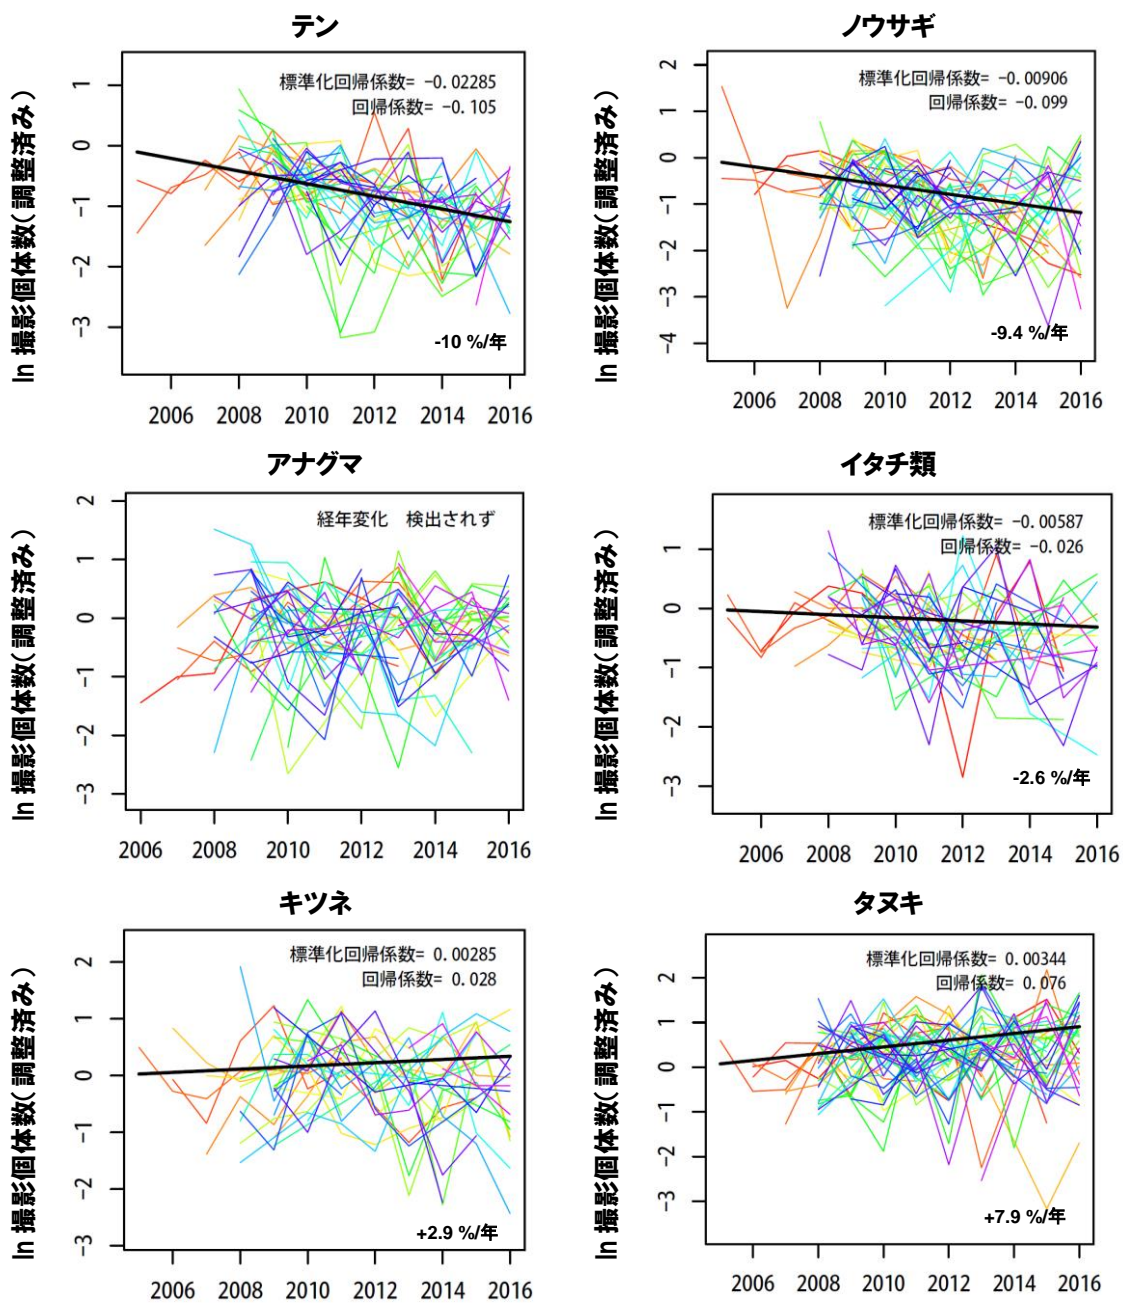 テン
ln 撮影個体数（調整済み）
標準化回帰係数= −0.02285
回帰係数= −0.105
1
0
−1
−2
−3
-10 %/年
2006 2008 2010 2012 2014 2016
ノウサギ
ln 撮影個体数（調整済み）
標準化回帰係数= −0.00906
回帰係数= −0.099
2
1
0
−1
−2
−3
−4
-9.4 %/年
2006 2008 2010 2012 2014 2016
アナグマ
ln 撮影個体数（調整済み）
経年変化　検出されず
2
1
0
−1
−2
−3
2006 2008 2010 2012 2014 2016
イタチ類
ln 撮影個体数（調整済み）
標準化回帰係数= −0.00587
回帰係数= −0.026
1
0
−1
−2
−3
-2.6 %/年
2006 2008 2010 2012 2014 2016
キツネ
ln 撮影個体数（調整済み）
標準化回帰係数= 0.00285
回帰係数= 0.028
2
1
0
−1
−2
−3
+2.9 %/年
2006 2008 2010 2012 2014 2016
タヌキ
ln 撮影個体数（調整済み）
標準化回帰係数= 0.00344
回帰係数= 0.076
2
1
0
−1
−2
−3
+7.9 %/年
2006 2008 2010 2012 2014 2016